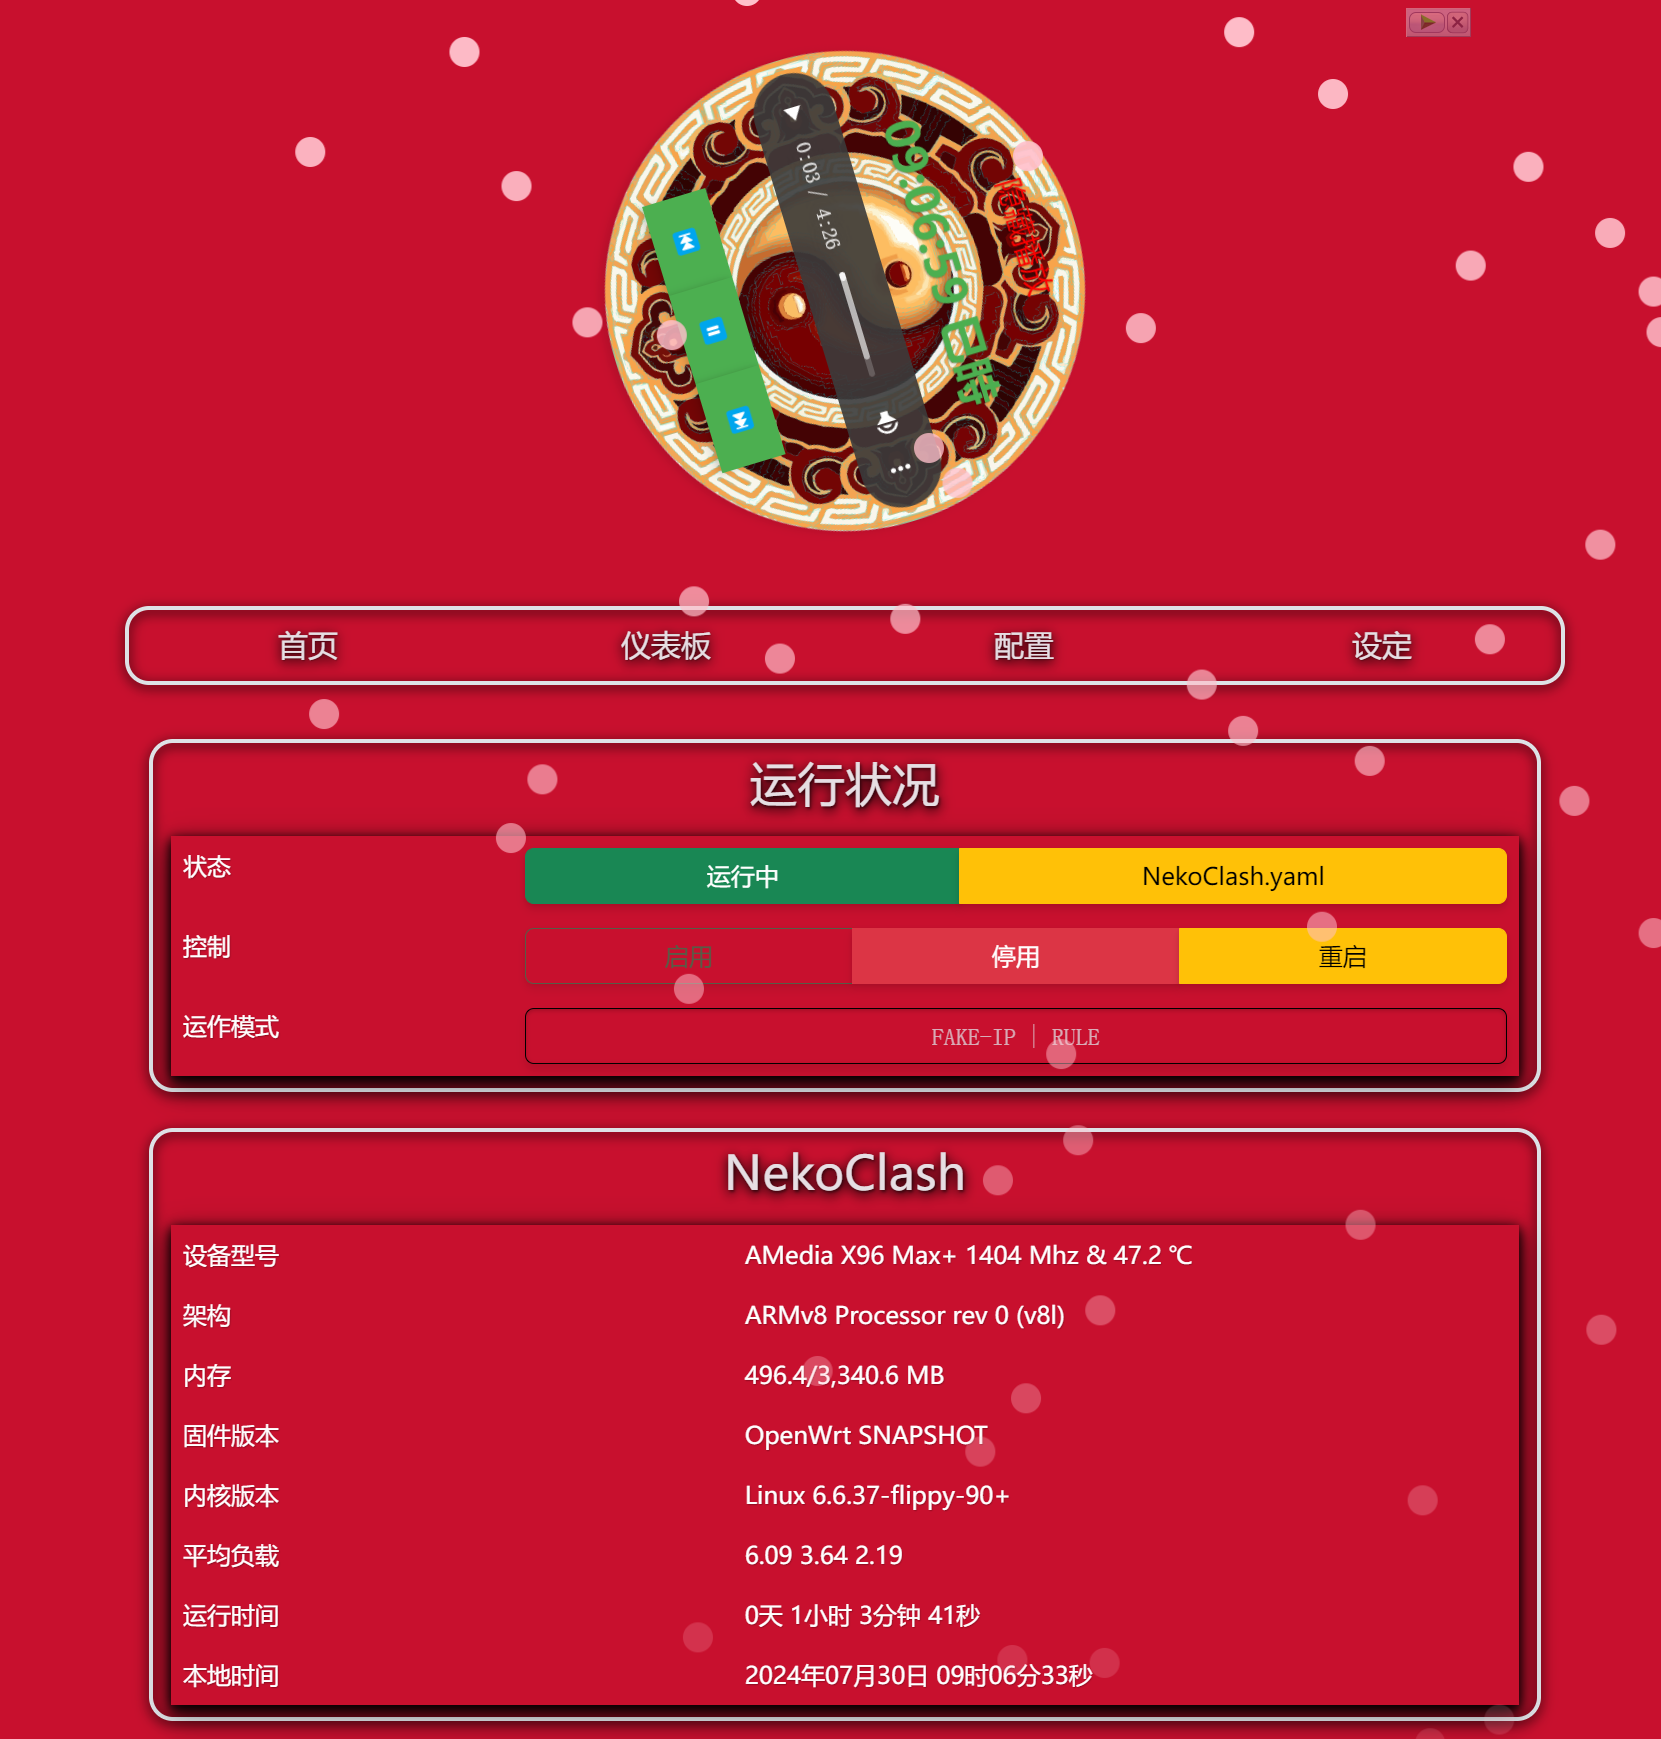 09:06:59 巳時
0:03 / 4:26
首页
仪表板
配置
设定
运行状况
状态
运行中
NekoClash.yaml
控制
启用
停用
重启
运作模式
FAKE-IP | RULE
NekoClash
设备型号
AMedia X96 Max+ 1404 Mhz & 47.2 ℃
架构
ARMv8 Processor rev 0 (v8l)
内存
496.4/3,340.6 MB
固件版本
OpenWrt SNAPSHOT
内核版本
Linux 6.6.37-flippy-90+
平均负载
6.09 3.64 2.19
运行时间
0天 1小时 3分钟 41秒
本地时间
2024年07月30日 09时06分33秒